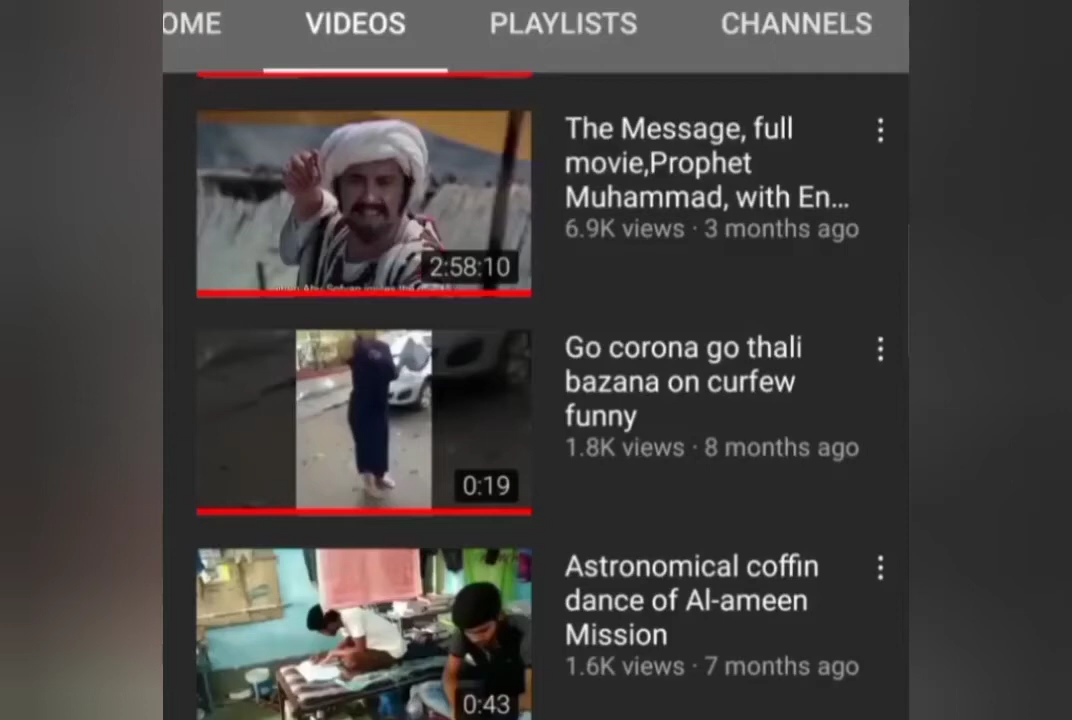 OME VIDEOS PLAYLISTS CHANNELS
The Message, full
movie,Prophet
Muhammad, with En...
6.9K views · 3 months ago
2:58:10
Go corona go thali
bazana on curfew
funny
1.8K views · 8 months ago
0:19
Astronomical coffin
dance of Al-ameen
Mission
1.6K views · 7 months ago
0:43